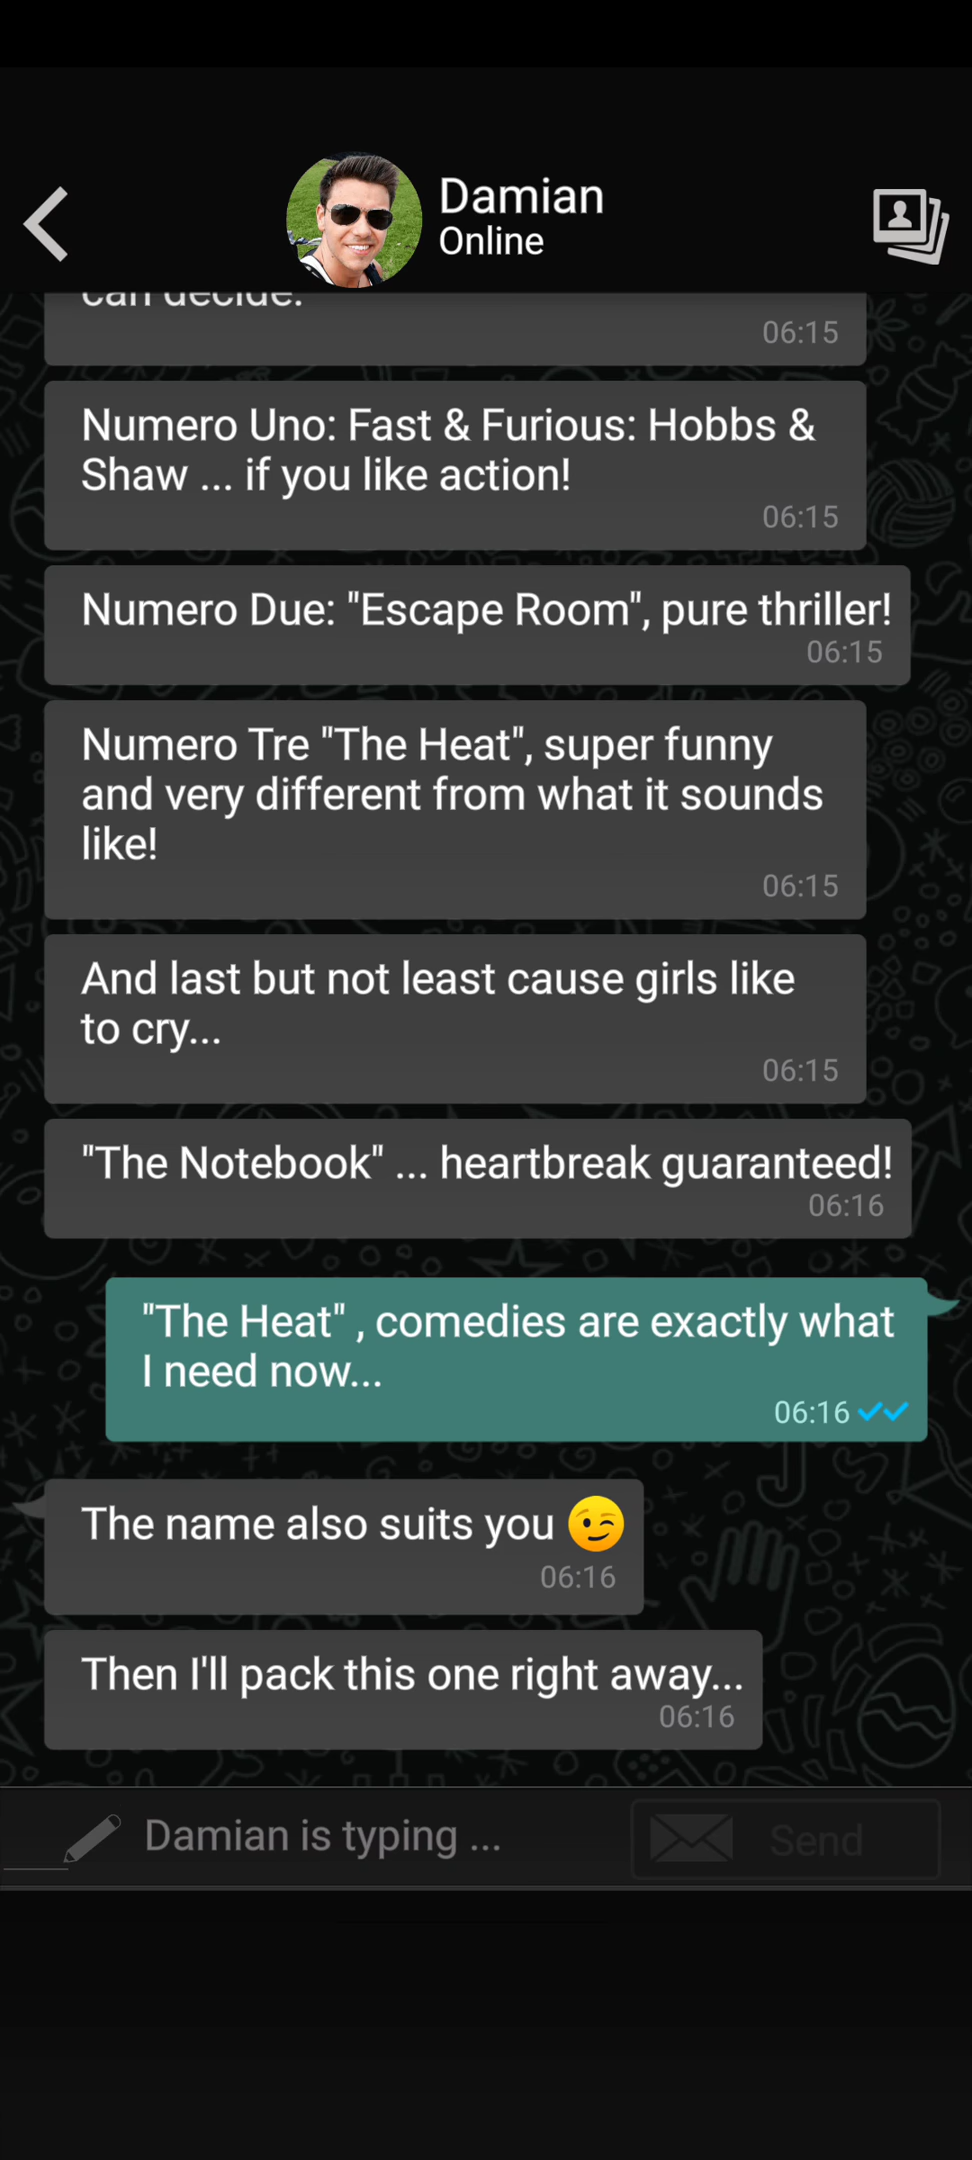 Damian
Online
can decide.
06:15
Numero Uno: Fast & Furious: Hobbs &
Shaw ... if you like action!
06:15
Numero Due: "Escape Room", pure thriller!
06:15
Numero Tre "The Heat", super funny
and very different from what it sounds
like!
06:15
And last but not least cause girls like
to cry...
06:15
"The Notebook" ... heartbreak guaranteed!
06:16
"The Heat" , comedies are exactly what
I need now...
06:16
The name also suits you 😉
06:16
Then I'll pack this one right away...
06:16
Damian is typing ...
Send